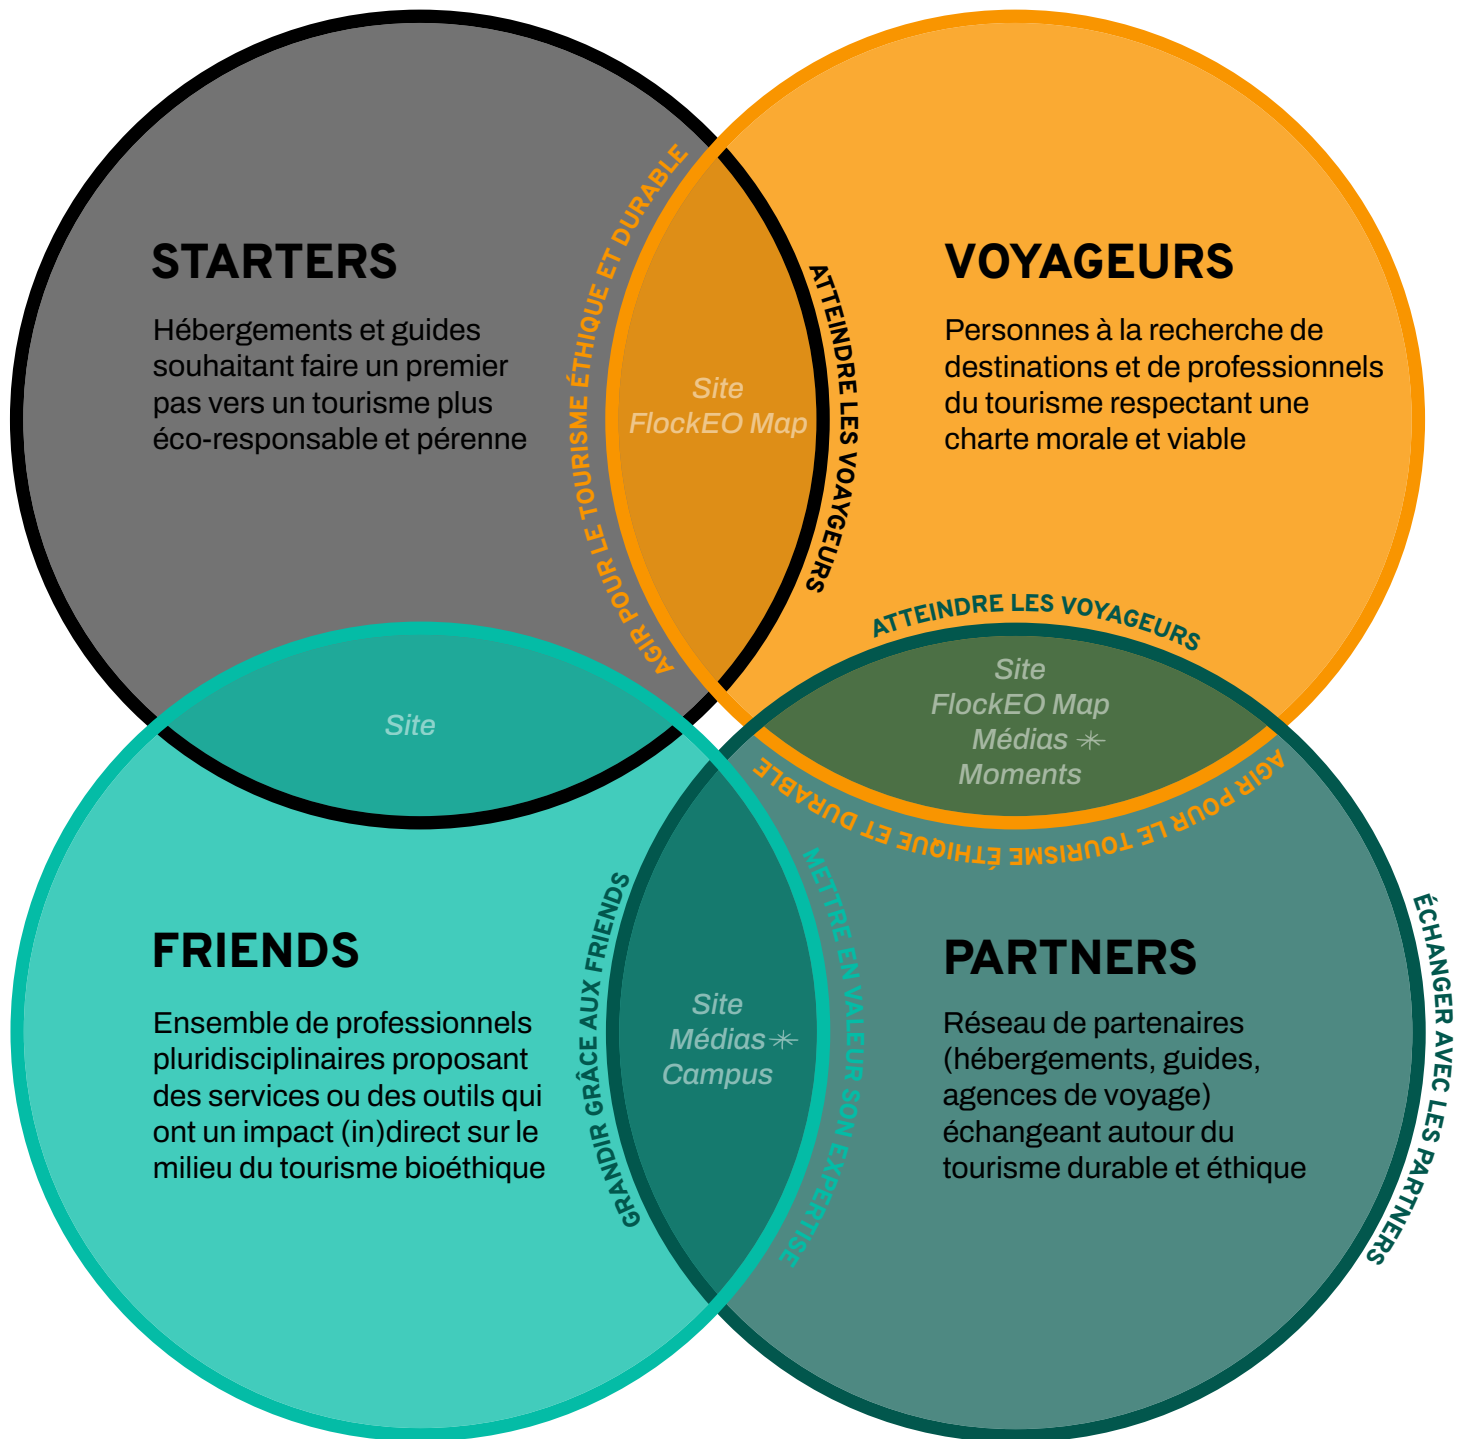 STARTERS
Hébergements et guides
souhaitant faire un premier
pas vers un tourisme plus
éco-responsable et pérenne
AGIR POUR LE TOURISME ÉTHIQUE ET DURABLE
Site
FlockEO Map
ATTEINDRE LES VOAYGEURS
VOYAGEURS
Personnes à la recherche de
destinations et de professionnels
du tourisme respectant une
charte morale et viable
Site
ATTEINDRE LES VOYAGEURS
Site
FlockEO Map
Médias
Moments
AGIR POUR LE TOURISME ÉTHIQUE ET DURABLE
FRIENDS
Ensemble de professionnels
pluridisciplinaires proposant
des services ou des outils qui
ont un impact (in)direct sur le
milieu du tourisme bioéthique
GRANDIR GRÂCE AUX FRIENDS
Site
Médias
Campus
METTRE EN VALEUR SON EXPERTISE
PARTNERS
Réseau de partenaires
(hébergements, guides,
agences de voyage)
échangeant autour du
tourisme durable et éthique
ÉCHANGER AVEC LES PARTNERS